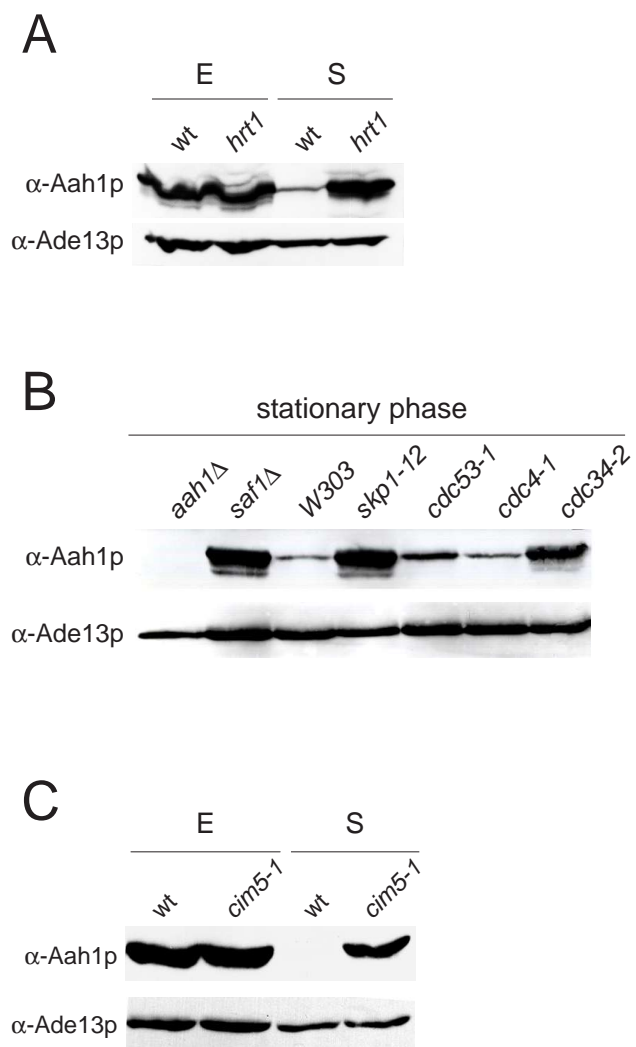 A
E S
wt hrt1 wt hrt1
α-Aah1p
α-Ade13p
B
stationary phase
aah1Δ saf1Δ W303 skp1-12 cdc53-1 cdc4-1 cdc34-2
α-Aah1p
α-Ade13p
C
E S
wt cim5-1 wt cim5-1
α-Aah1p
α-Ade13p